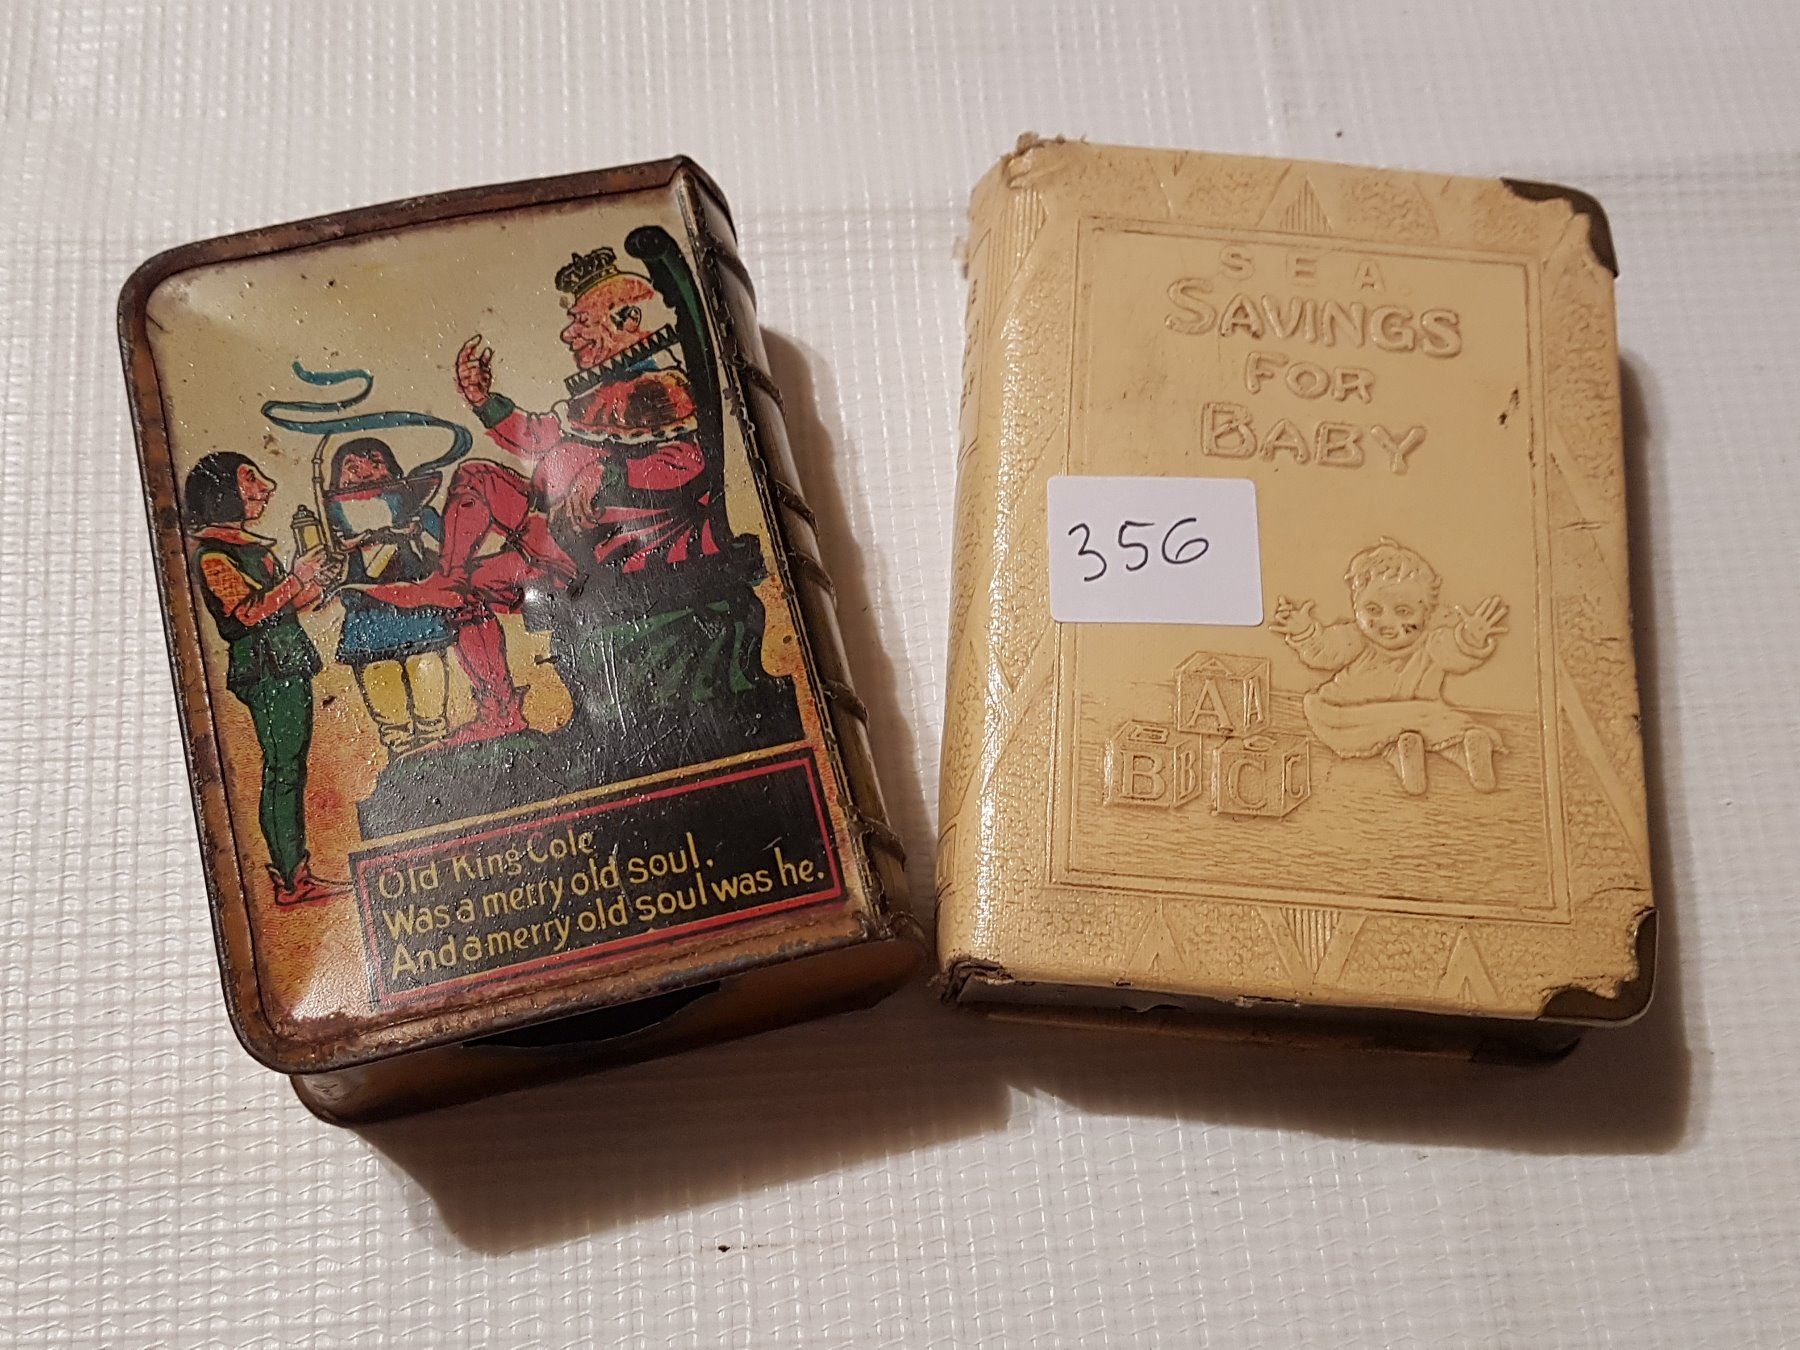 Old King Cole
Was a merry old soul.
And a merry old soul was he.
S E A.
SAVINGS
FOR
BABY
356
A A
B B C C